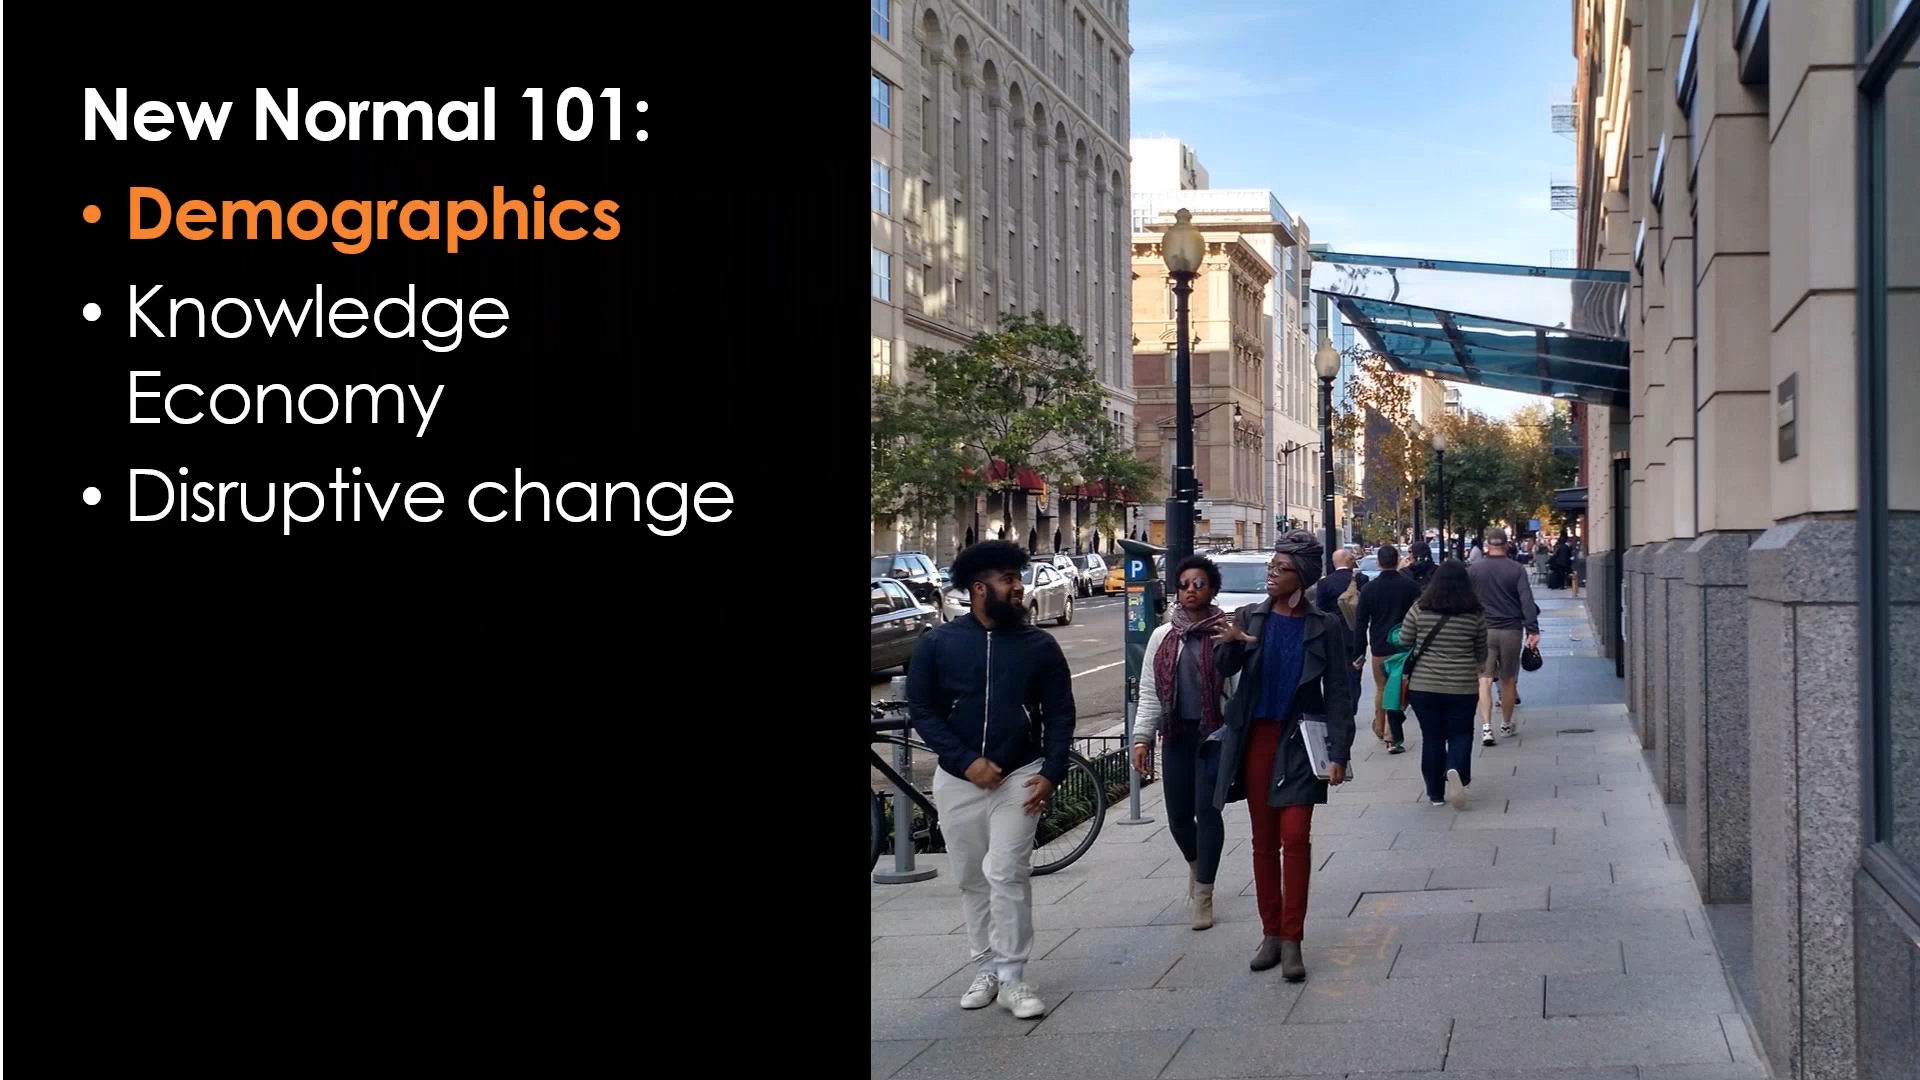 New Normal 101:
• Demographics
• Knowledge
Economy
• Disruptive change
P